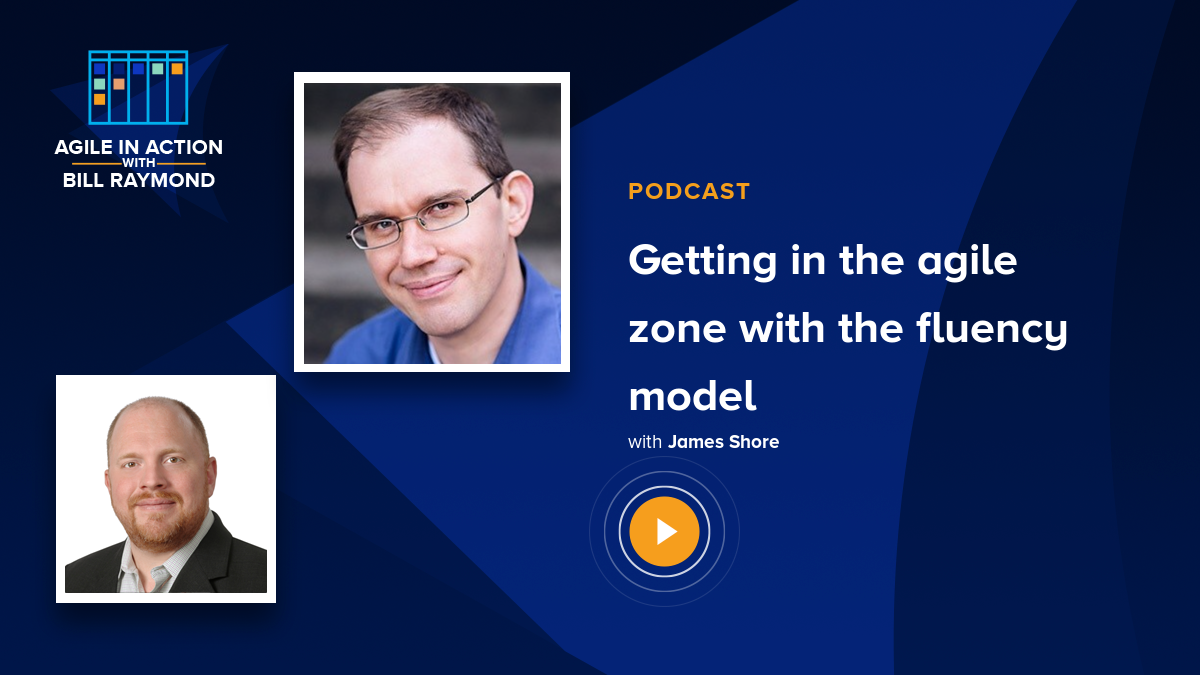 AGILE IN ACTION
WITH
BILL RAYMOND
PODCAST
Getting in the agile
zone with the fluency
model
with James Shore